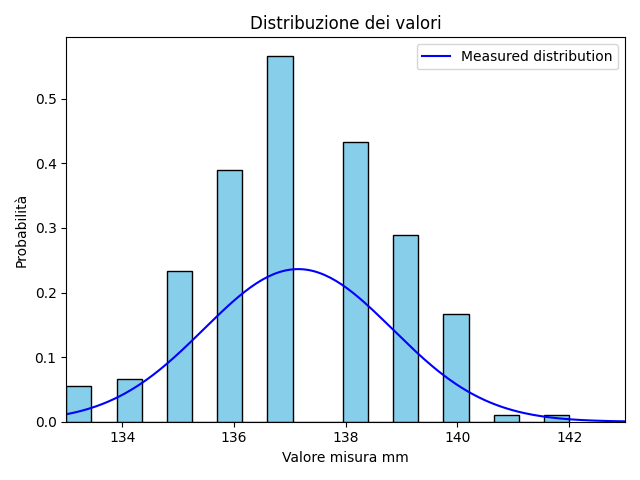 Distribuzione dei valori
Measured distribution
Probabilità
0.5
0.4
0.3
0.2
0.1
0.0
134 136 138 140 142
Valore misura mm